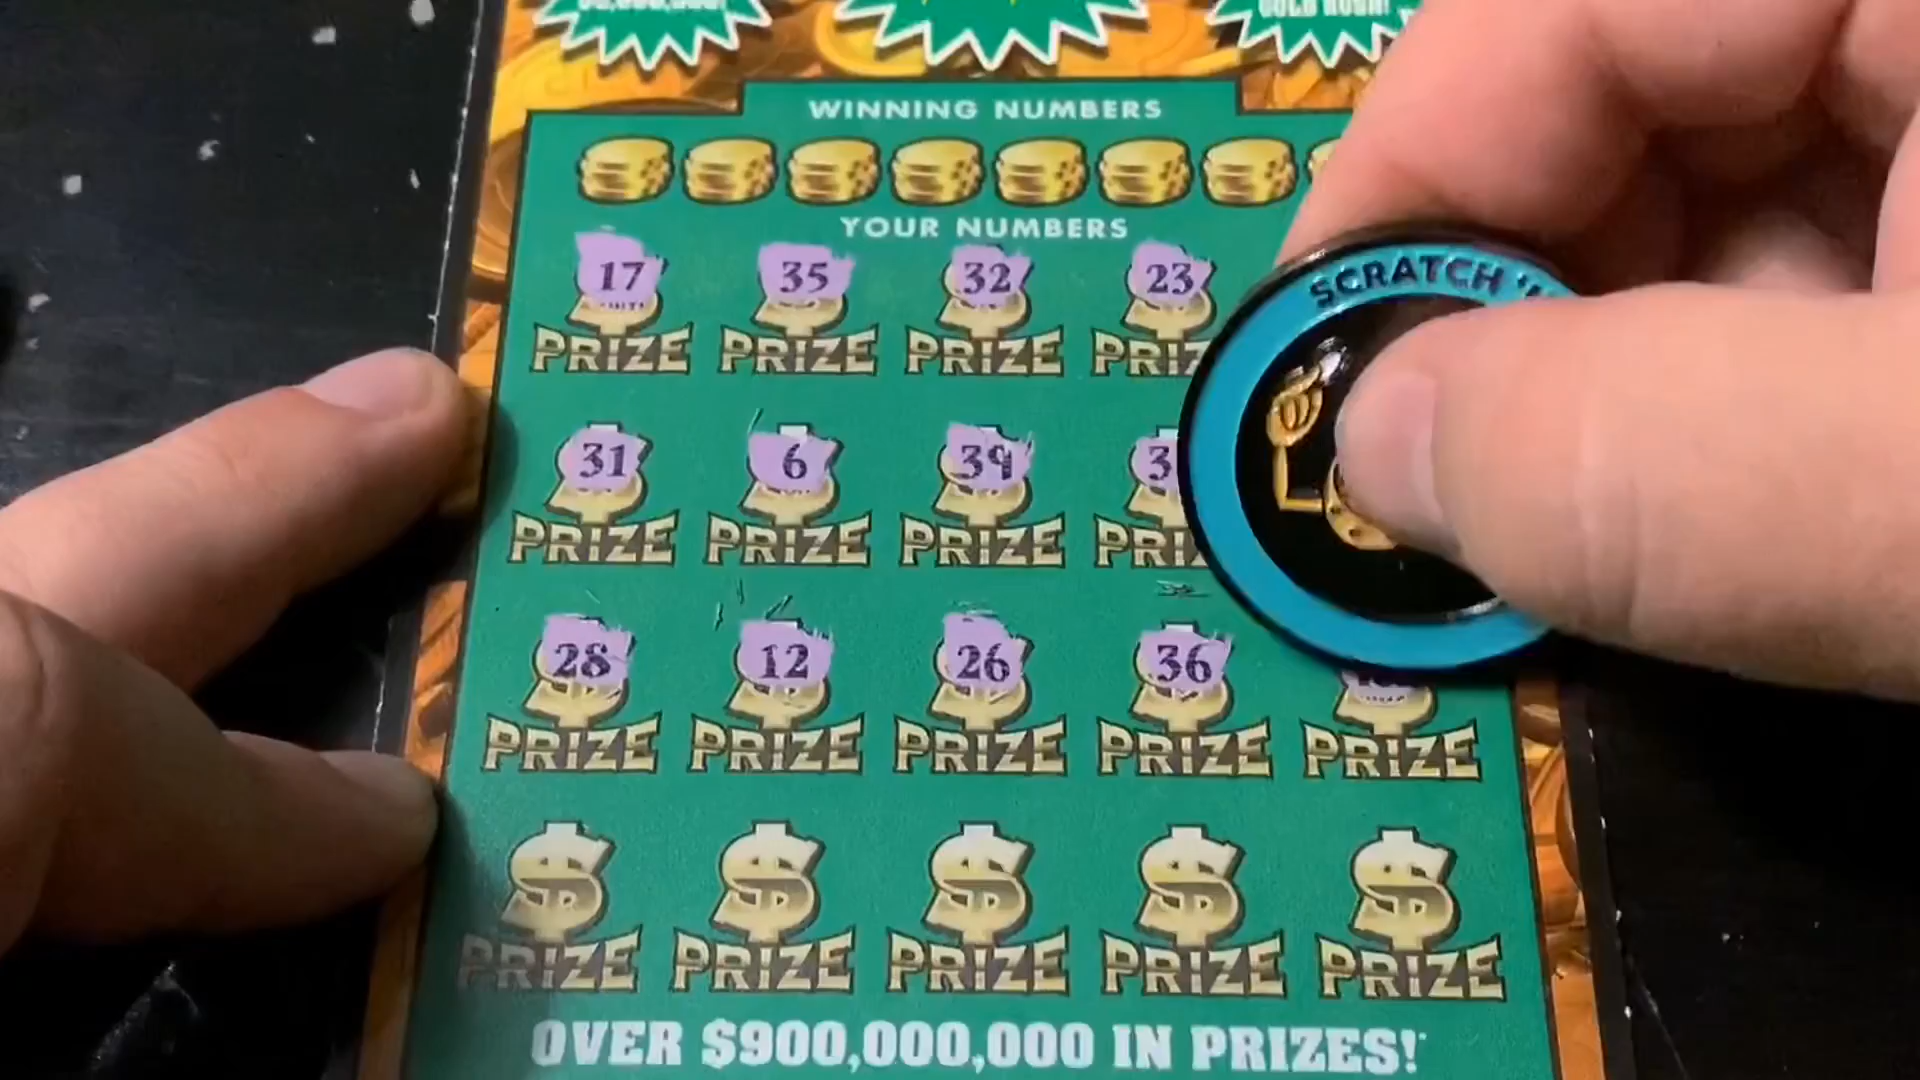 WINNING NUMBERS
YOUR NUMBERS
17 35 32 23
PRIZE PRIZE PRIZE
SCRATCH
31 6 39
PRIZE PRIZE PRIZE
28 12 26 36
PRIZE PRIZE PRIZE PRIZE PRIZE
$ $ $ $ $
PRIZE PRIZE PRIZE PRIZE PRIZE
OVER $900,000,000 IN PRIZES!*